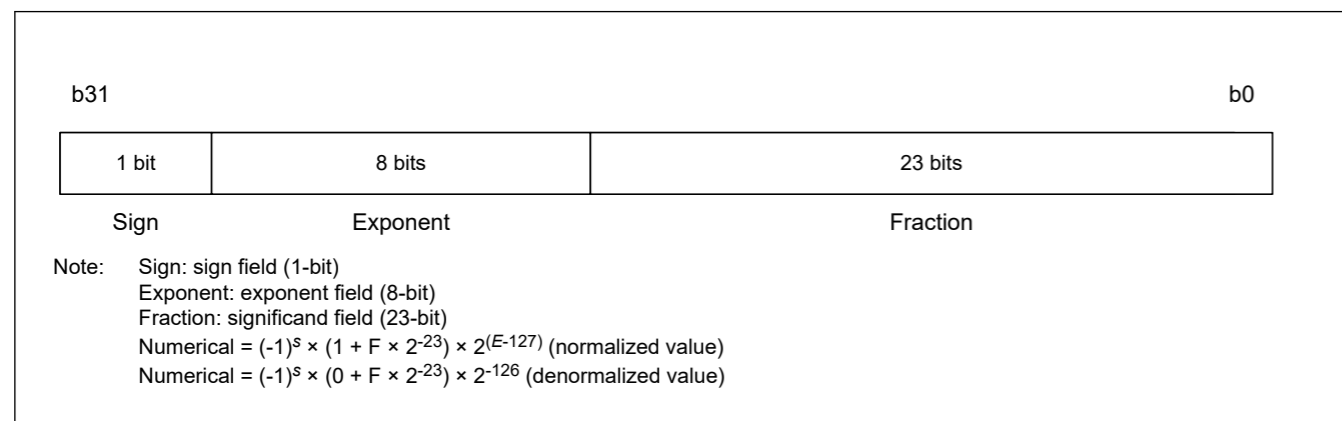 b31 b0
1 bit 8 bits 23 bits
Sign Exponent Fraction
Note: Sign: sign field (1-bit)
Exponent: exponent field (8-bit)
Fraction: significand field (23-bit)
Numerical = (-1)ˢ × (1 + F × 2⁻²³) × 2⁽ᴱ⁻¹²⁷⁾ (normalized value)
Numerical = (-1)ˢ × (0 + F × 2⁻²³) × 2⁻¹²⁶ (denormalized value)